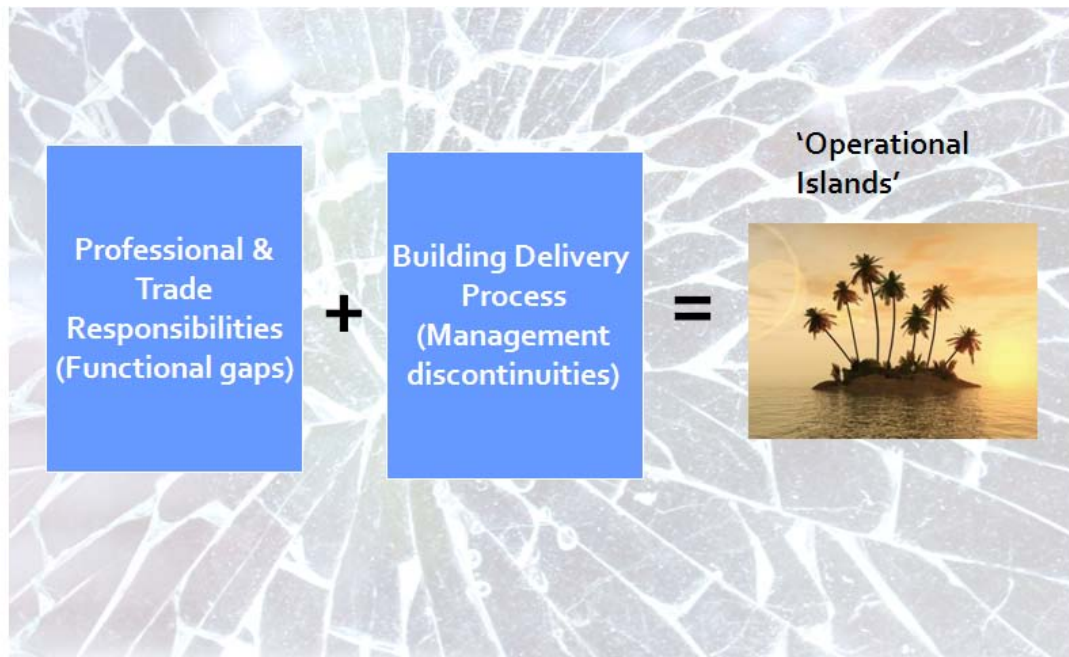 Professional &
Trade
Responsibilities
(Functional gaps)
+
Building Delivery
Process
(Management
discontinuities)
=
‘Operational
Islands’